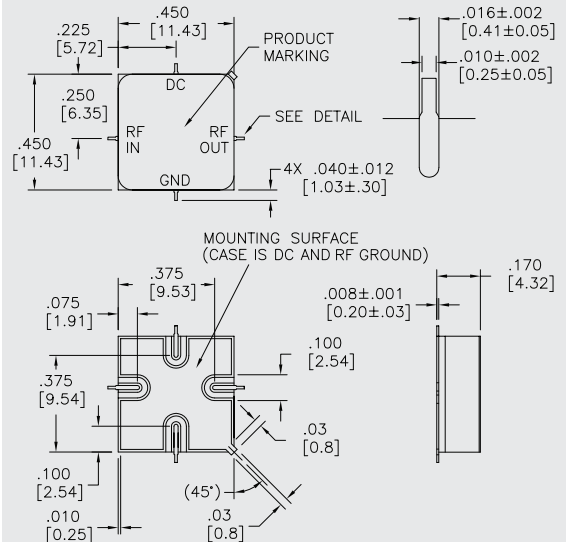 .450
[11.43]
.225
[5.72]
PRODUCT
MARKING
.016±.002
[0.41±0.05]
.010±.002
[0.25±0.05]
DC
.250
[6.35]
.450
[11.43]
RF
IN
RF
OUT
SEE DETAIL
GND
4X .040±.012
[1.03±.30]
MOUNTING SURFACE
(CASE IS DC AND RF GROUND)
.375
[9.53]
.075
[1.91]
.170
[4.32]
.008±.001
[0.20±.03]
.100
[2.54]
.375
[9.54]
.03
[0.8]
.100
[2.54]
(45°)
.010
[0.25]
.03
[0.8]